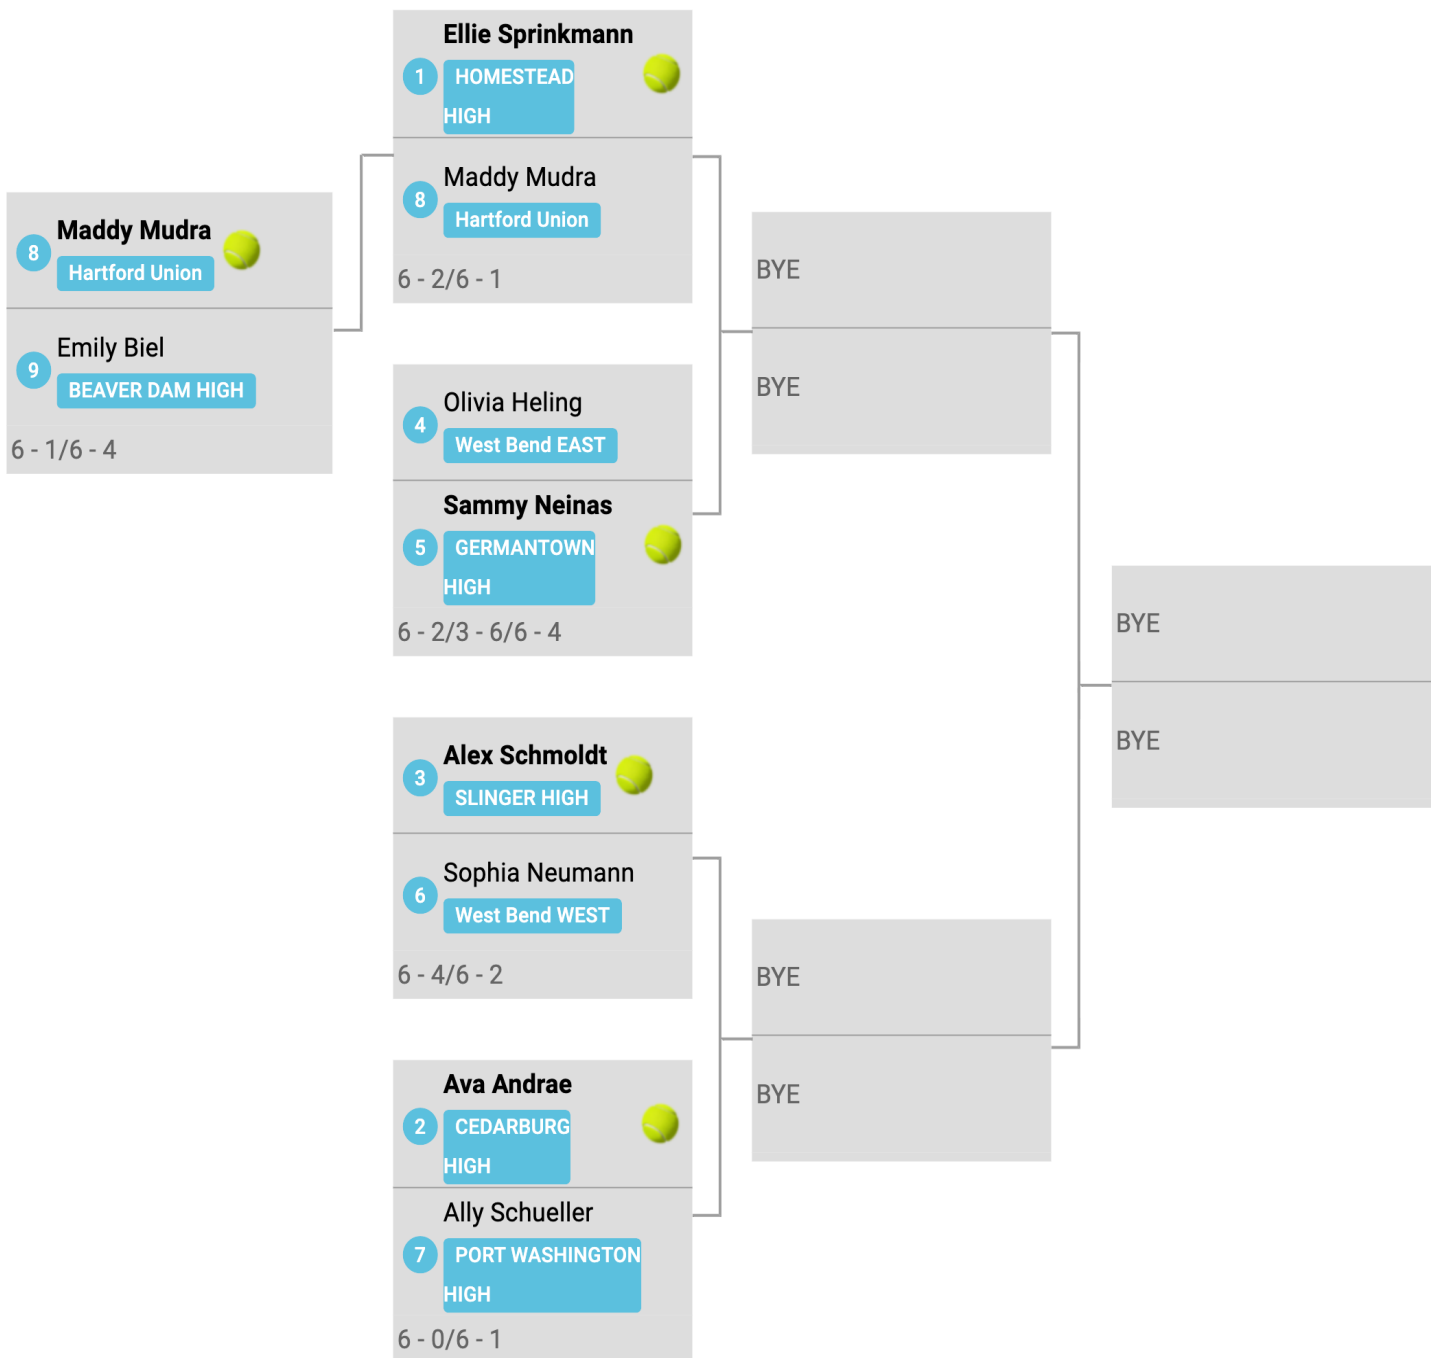 8
Maddy Mudra
Hartford Union
9
Emily Biel
BEAVER DAM HIGH
6 - 1/6 - 4
Ellie Sprinkmann
1
HOMESTEAD
HIGH
Maddy Mudra
8
Hartford Union
6 - 2/6 - 1
Olivia Heling
4
West Bend EAST
Sammy Neinas
5
GERMANTOWN
HIGH
6 - 2/3 - 6/6 - 4
Alex Schmoldt
3
SLINGER HIGH
Sophia Neumann
6
West Bend WEST
6 - 4/6 - 2
Ava Andrae
2
CEDARBURG
HIGH
Ally Schueller
7
PORT WASHINGTON
HIGH
6 - 0/6 - 1
BYE
BYE
BYE
BYE
BYE
BYE